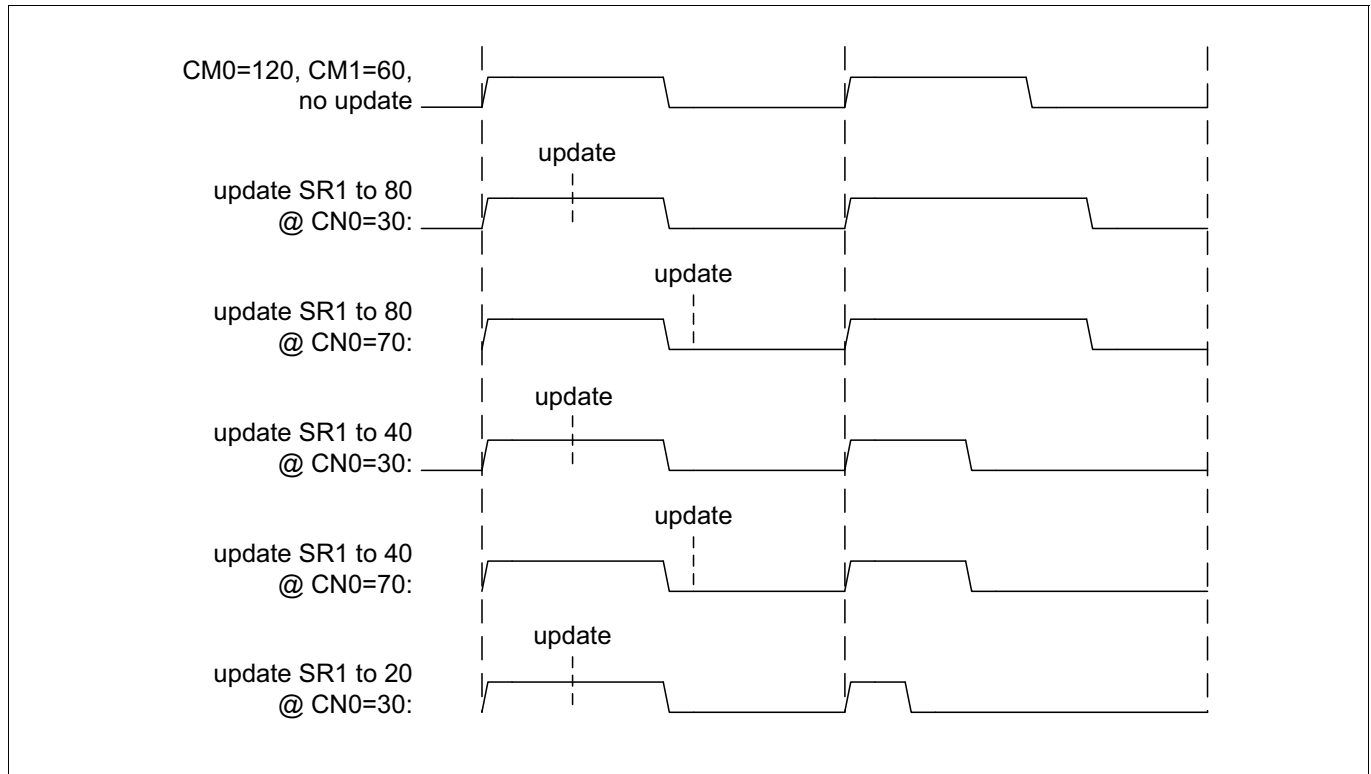 CM0=120, CM1=60,
no update
update
update SR1 to 80
@ CN0=30:
update
update SR1 to 80
@ CN0=70:
update
update SR1 to 40
@ CN0=30:
update
update SR1 to 40
@ CN0=70:
update
update SR1 to 20
@ CN0=30: